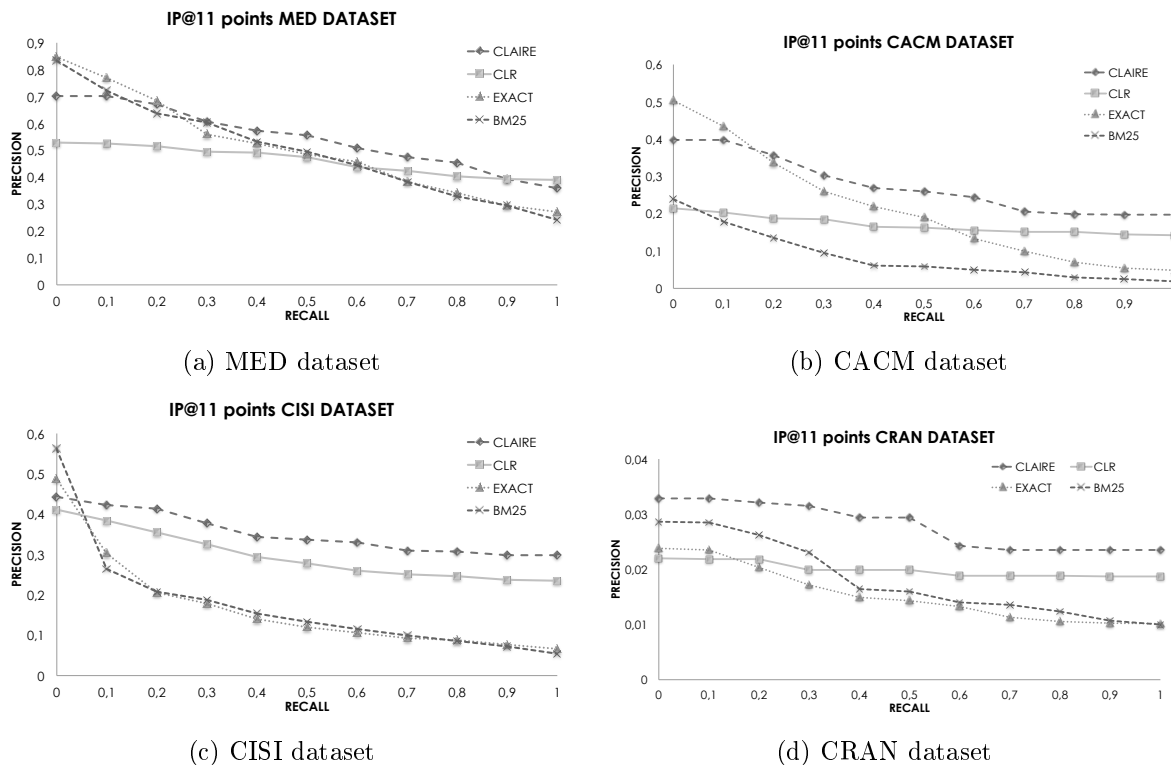 IP@11 points MED DATASET
0,9
0,8
0,7
0,6
0,5
0,4
0,3
0,2
0,1
0
PRECISION
0 0,1 0,2 0,3 0,4 0,5 0,6 0,7 0,8 0,9 1
RECALL
CLAIRE
CLR
EXACT
BM25
(a) MED dataset
IP@11 points CACM DATASET
0,6
0,5
0,4
0,3
0,2
0,1
0
PRECISION
0 0,1 0,2 0,3 0,4 0,5 0,6 0,7 0,8 0,9
RECALL
CLAIRE
CLR
EXACT
BM25
(b) CACM dataset
IP@11 points CISI DATASET
0,6
0,5
0,4
0,3
0,2
0,1
0
PRECISION
0 0,1 0,2 0,3 0,4 0,5 0,6 0,7 0,8 0,9 1
RECALL
CLAIRE
CLR
EXACT
BM25
(c) CISI dataset
IP@11 points CRAN DATASET
0,04
0,03
0,02
0,01
0
PRECISION
0 0,1 0,2 0,3 0,4 0,5 0,6 0,7 0,8 0,9 1
RECALL
CLAIRE CLR
EXACT BM25
(d) CRAN dataset